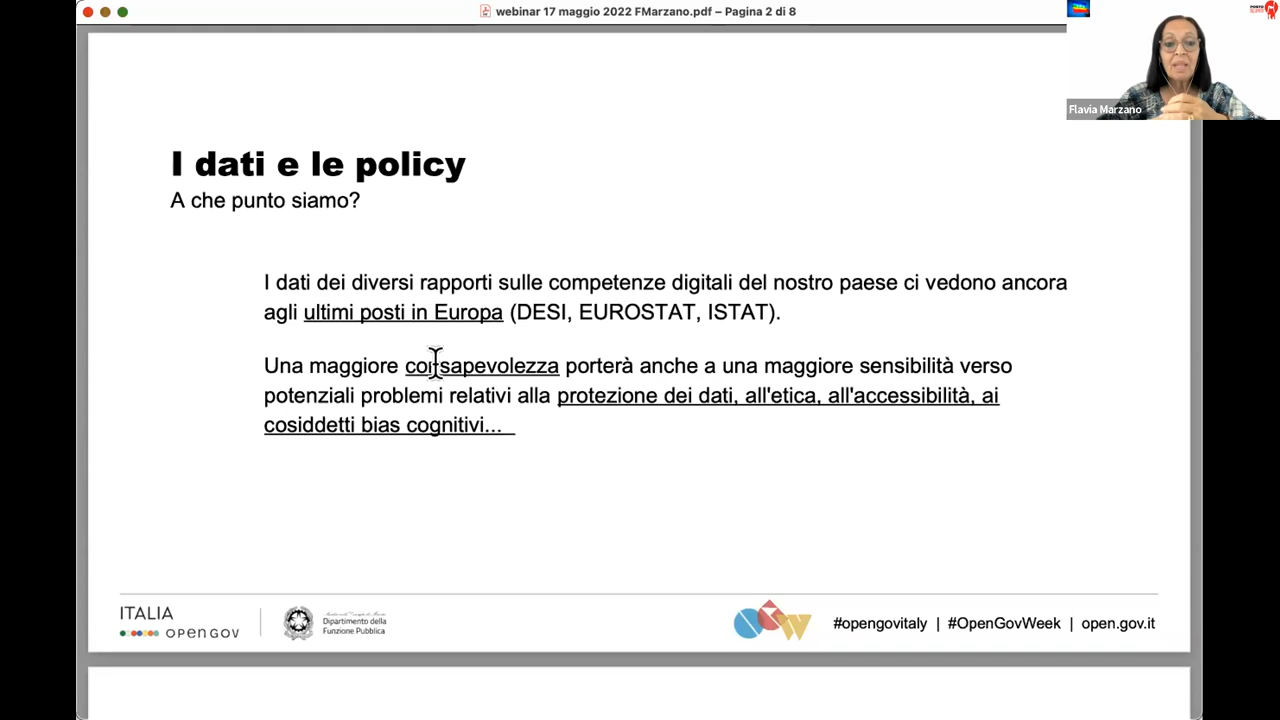 webinar 17 maggio 2022 FMarzano.pdf – Pagina 2 di 8
Flavia Marzano
I dati e le policy
A che punto siamo?
I dati dei diversi rapporti sulle competenze digitali del nostro paese ci vedono ancora
agli ultimi posti in Europa (DESI, EUROSTAT, ISTAT).
Una maggiore consapevolezza porterà anche a una maggiore sensibilità verso
potenziali problemi relativi alla protezione dei dati, all'etica, all'accessibilità, ai
cosiddetti bias cognitivi...
ITALIA
OPENGOV
Dipartimento della
Funzione Pubblica
#opengovitaly | #OpenGovWeek | open.gov.it